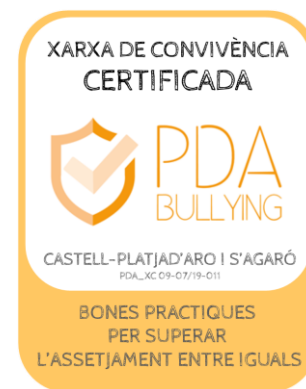 XARXA DE CONVIVÈNCIA
CERTIFICADA
PDA
BULLYING
CASTELL-PLATJAD'ARO I S'AGARÓ
PDA_XC 09-07/19-011
BONES PRACTIQUES
PER SUPERAR
L'ASSETJAMENT ENTRE IGUALS